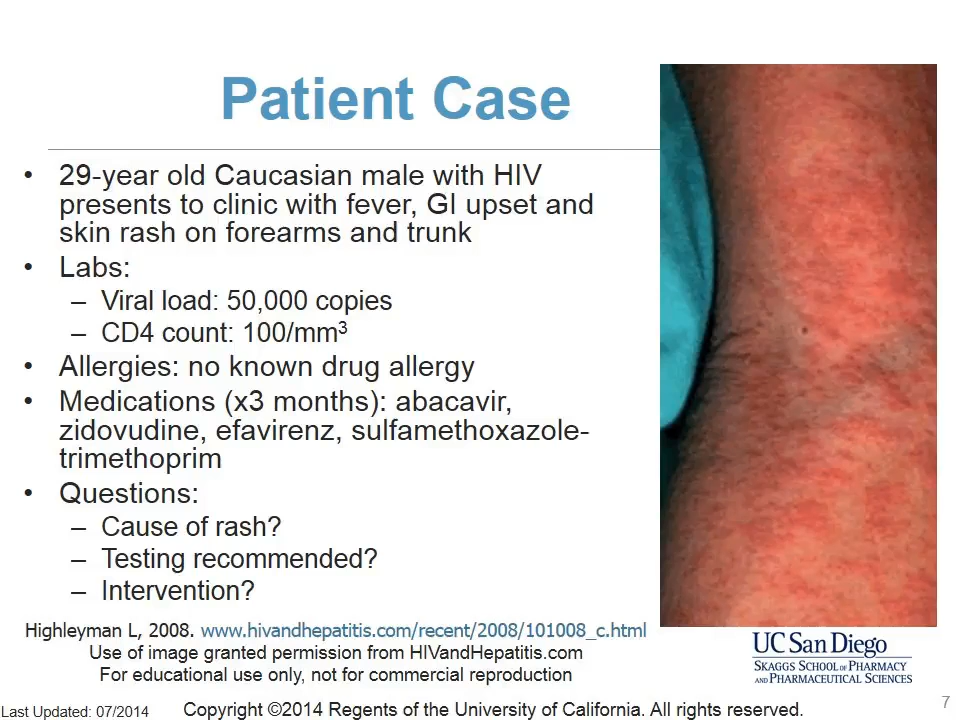 Patient Case
• 29-year old Caucasian male with HIV
presents to clinic with fever, GI upset and
skin rash on forearms and trunk
• Labs:
– Viral load: 50,000 copies
– CD4 count: 100/mm³
• Allergies: no known drug allergy
• Medications (x3 months): abacavir,
zidovudine, efavirenz, sulfamethoxazole-
trimethoprim
• Questions:
– Cause of rash?
– Testing recommended?
– Intervention?
Highleyman L, 2008. www.hivandhepatitis.com/recent/2008/101008_c.html
Use of image granted permission from HIVandHepatitis.com
For educational use only, not for commercial reproduction
UC San Diego
SKAGGS SCHOOL OF PHARMACY
AND PHARMACEUTICAL SCIENCES
Last Updated: 07/2014
Copyright ©2014 Regents of the University of California. All rights reserved.
7